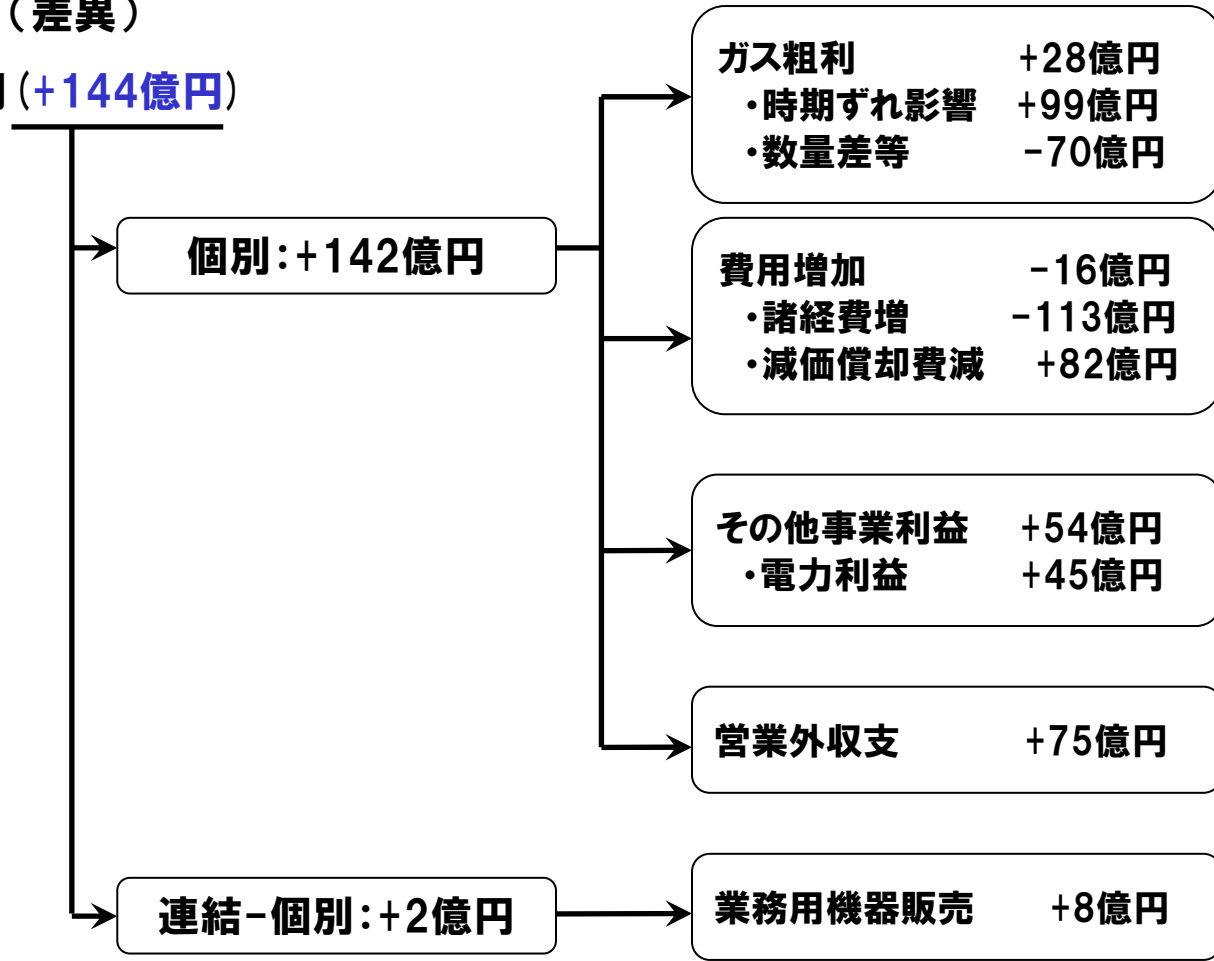 （差異）
(+144億円)
個別:+142億円
ガス粗利 +28億円
・時期ずれ影響 +99億円
・数量差等 -70億円
費用増加 -16億円
・諸経費増 -113億円
・減価償却費減 +82億円
その他事業利益 +54億円
・電力利益 +45億円
営業外収支 +75億円
連結-個別:+2億円
業務用機器販売 +8億円